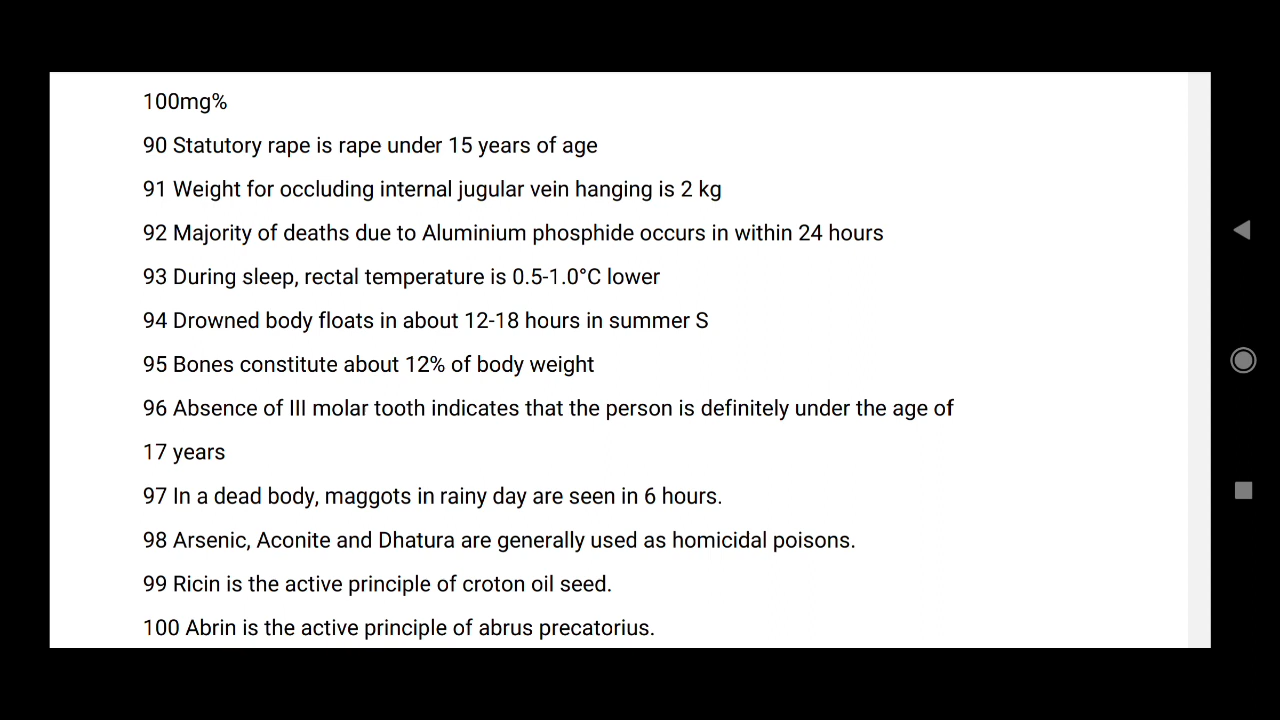 100mg%
90 Statutory rape is rape under 15 years of age
91 Weight for occluding internal jugular vein hanging is 2 kg
92 Majority of deaths due to Aluminium phosphide occurs in within 24 hours
93 During sleep, rectal temperature is 0.5-1.0°C lower
94 Drowned body floats in about 12-18 hours in summer S
95 Bones constitute about 12% of body weight
96 Absence of III molar tooth indicates that the person is definitely under the age of
17 years
97 In a dead body, maggots in rainy day are seen in 6 hours.
98 Arsenic, Aconite and Dhatura are generally used as homicidal poisons.
99 Ricin is the active principle of croton oil seed.
100 Abrin is the active principle of abrus precatorius.